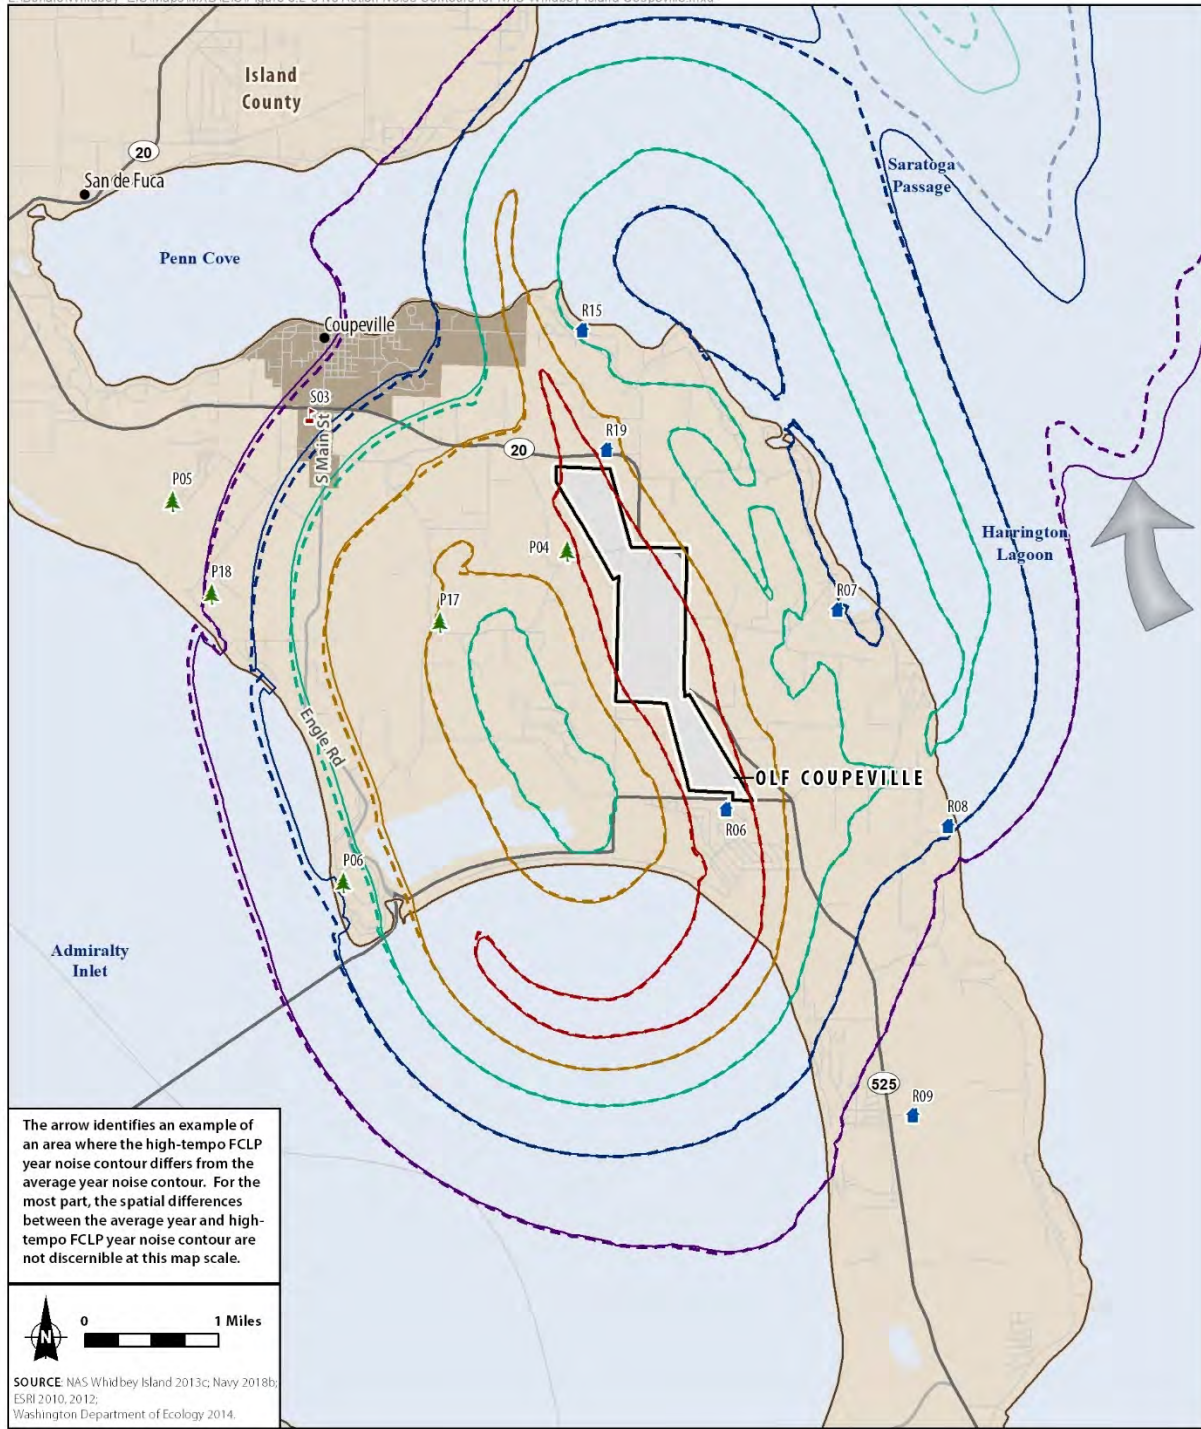 Island
County
20
San de Fuca
Saratoga
Passage
Penn Cove
R15
Coupeville
S03
S Main St
R19
20
P05
P04
Harrington
Lagoon
P18
P17
R07
Engle Rd
OLF COUPEVILLE
R06
R08
P06
Admiralty
Inlet
525
R09
The arrow identifies an example of
an area where the high-tempo FCLP
year noise contour differs from the
average year noise contour. For the
most part, the spatial differences
between the average year and high-
tempo FCLP year noise contour are
not discernible at this map scale.
N
0
1 Miles
SOURCE: NAS Whidbey Island 2013c; Navy 2018b;
ESRI 2010, 2012;
Washington Department of Ecology 2014.